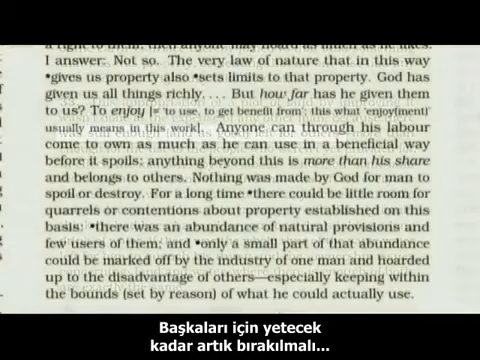 a right to them, then anyone may hoard as much as he likes.
I answer: Not so. The very law of nature that in this way
•gives us property also •sets limits to that property. God has
given us all things richly. . . . But how far has he given them
to us? To enjoy [= 'to use, to get benefit from'; this what 'enjoyment'
usually means in this work]. Anyone can through his labour
come to own as much as he can use in a beneficial way
before it spoils; anything beyond this is more than his share
and belongs to others. Nothing was made by God for man to
spoil or destroy. For a long time •there could be little room for
quarrels or contentions about property established on this
basis: •there was an abundance of natural provisions and
few users of them; and •only a small part of that abundance
could be marked off by the industry of one man and hoarded
up to the disadvantage of others—especially keeping within
the bounds (set by reason) of what he could actually use.
Başkaları için yetecek
kadar artık bırakılmalı...